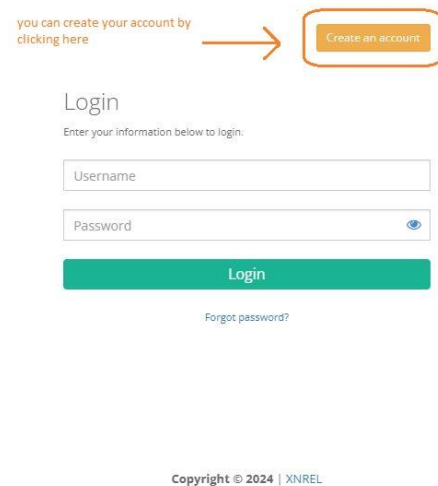 you can create your account by
clicking here
Create an account
Login
Enter your information below to login.
Username
Password
Login
Forgot password?
Copyright © 2024 | XNREL